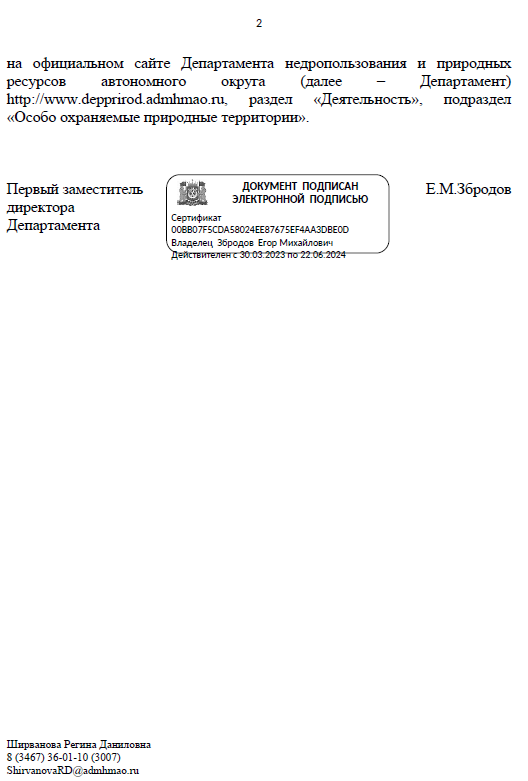 2
на официальном сайте Департамента недропользования и природных
ресурсов автономного округа (далее – Департамент)
http://www.depprirod.admhmao.ru, раздел «Деятельность», подраздел
«Особо охраняемые природные территории».
Первый заместитель
директора
Департамента
ДОКУМЕНТ ПОДПИСАН
ЭЛЕКТРОННОЙ ПОДПИСЬЮ
Сертификат
00BB07F5CDA58024EE87675EF4AA3DBE0D
Владелец Збродов Егор Михайлович
Действителен с 30.03.2023 по 22.06.2024
Е.М.Збродов
Ширванова Регина Даниловна
8 (3467) 36-01-10 (3007)
ShirvanovaRD@admhmao.ru